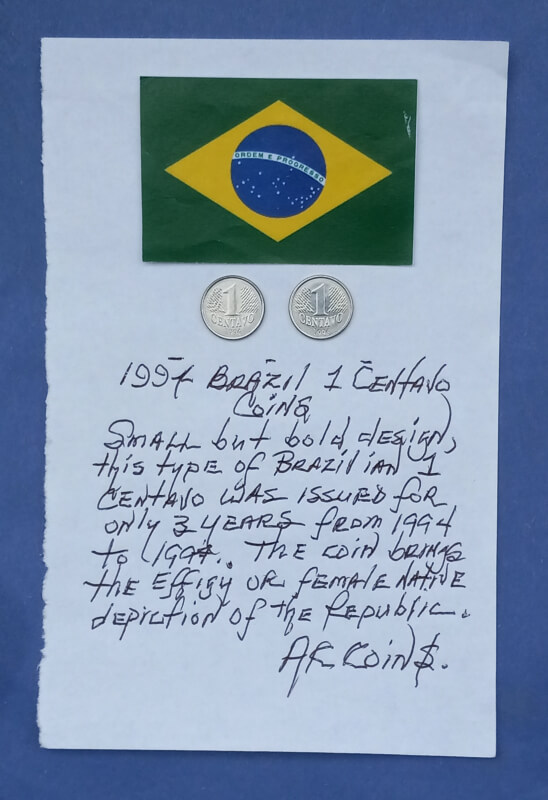 ORDEM E PROGRESSO
1 CENTAVO
1 CENTAVO
1994 BRAZIL 1 CENTAVO
COINS
SMALL but bold design,
this type of BRAZILIAN 1
CENTAVO WAS ISSUED FOR
only 3 YEARS from 1994
to 1997. THE COIN brings
the Effigy OR FEMALE NATIVE
depiction of the Republic.
AR COIN$.